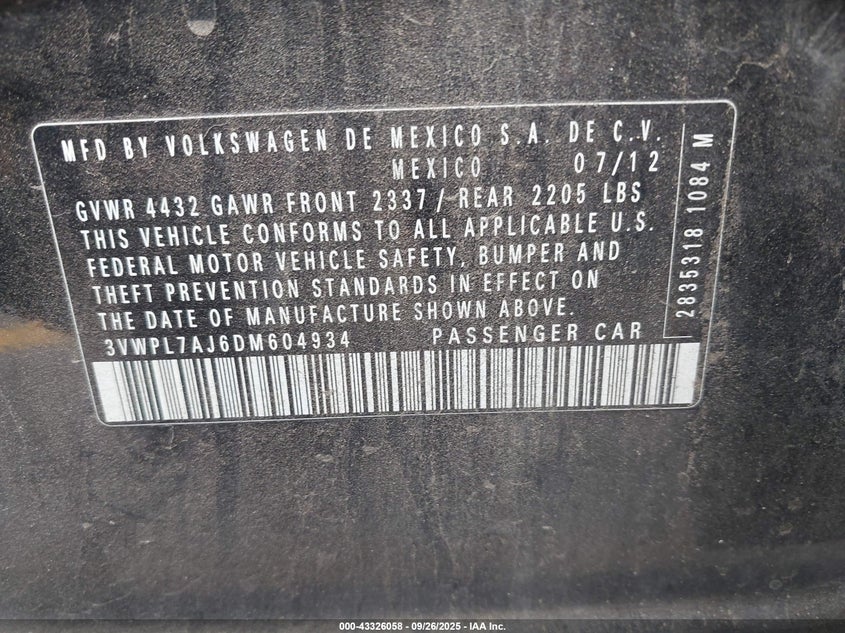 MFD BY VOLKSWAGEN DE MEXICO S.A. DE C.V.
MEXICO 07/12
GVWR 4432 GAWR FRONT 2337 / REAR 2205 LBS
THIS VEHICLE CONFORMS TO ALL APPLICABLE U.S.
FEDERAL MOTOR VEHICLE SAFETY, BUMPER AND
THEFT PREVENTION STANDARDS IN EFFECT ON
THE DATE OF MANUFACTURE SHOWN ABOVE.
3VWPL7AJ6DM604934 PASSENGER CAR
2835318 1084 M
000-43326058 - 09/26/2025 - IAA Inc.